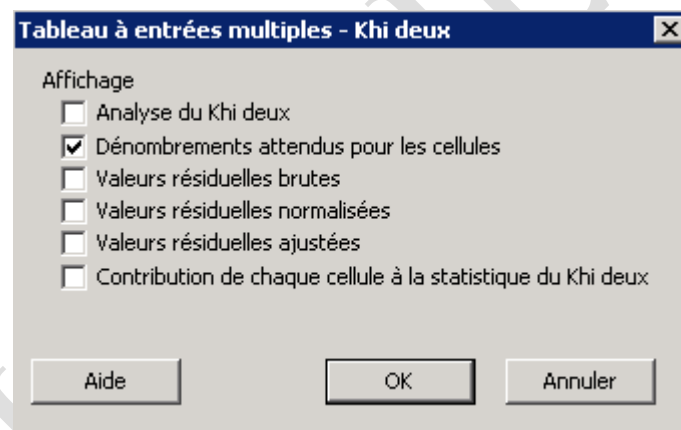 Tableau à entrées multiples - Khi deux
Affichage
Analyse du Khi deux
Dénombrements attendus pour les cellules
Valeurs résiduelles brutes
Valeurs résiduelles normalisées
Valeurs résiduelles ajustées
Contribution de chaque cellule à la statistique du Khi deux
Aide
OK
Annuler